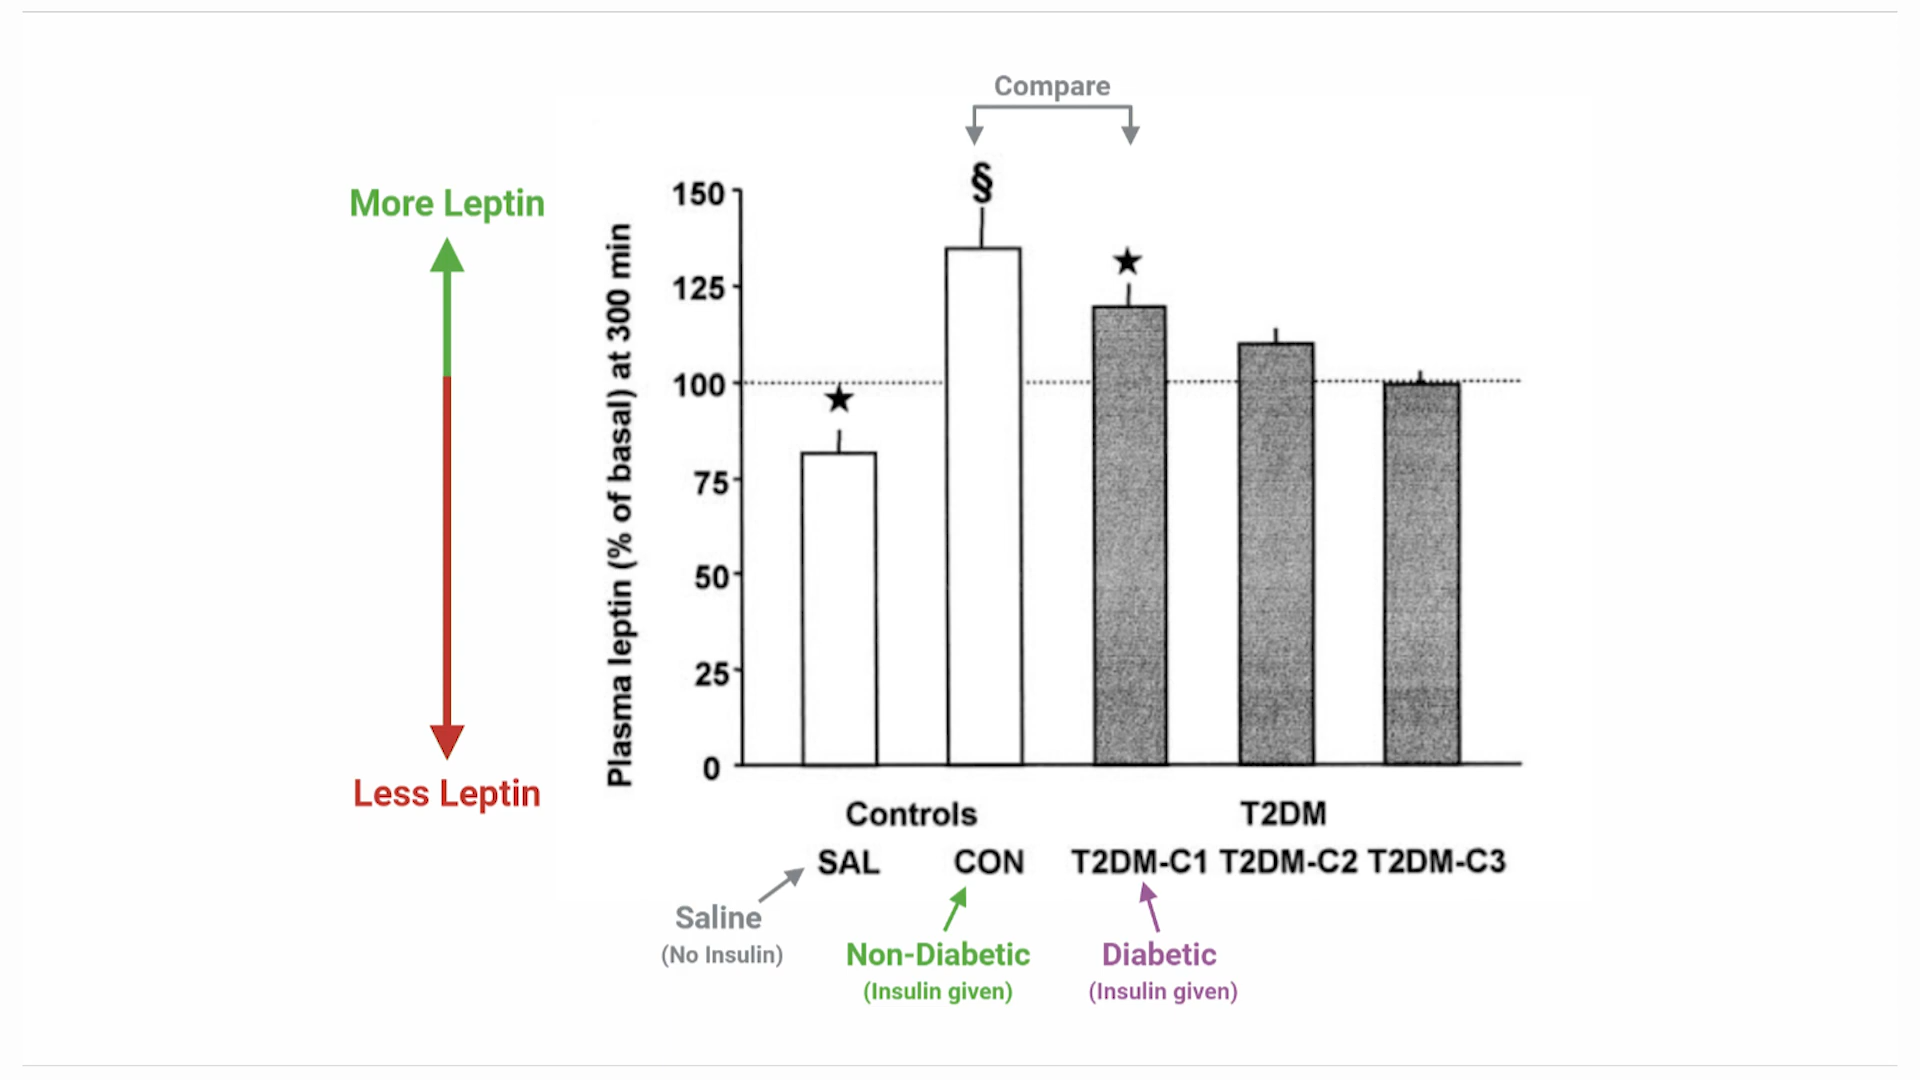 Compare
More Leptin
Less Leptin
Plasma leptin (% of basal) at 300 min
§
150
125
100
75
50
25
0
Controls
T2DM
SAL
CON
T2DM-C1
T2DM-C2
T2DM-C3
Saline
(No Insulin)
Non-Diabetic
(Insulin given)
Diabetic
(Insulin given)